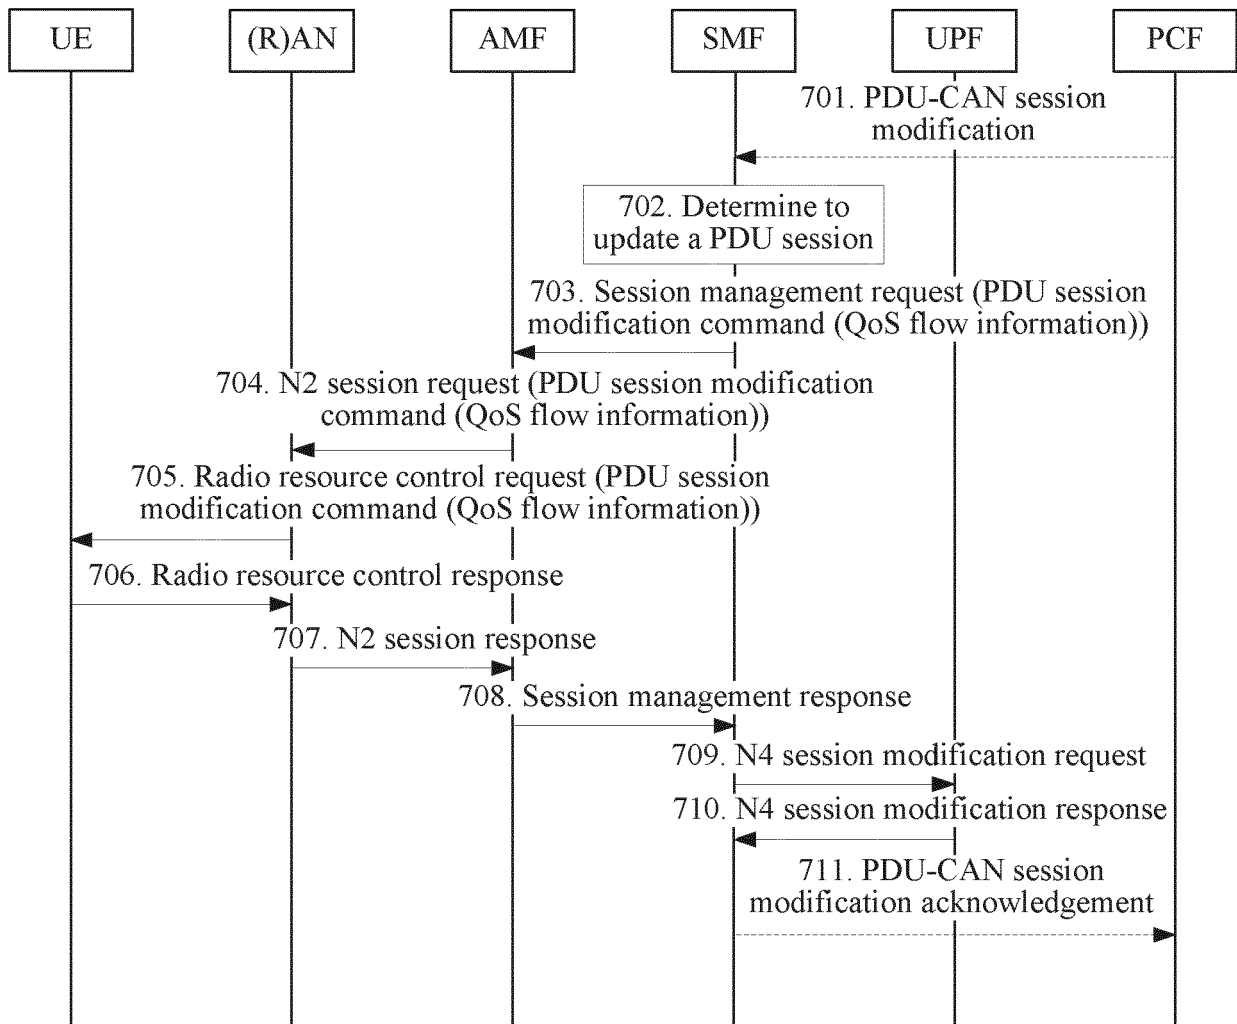 UE
(R)AN
AMF
SMF
UPF
PCF
701. PDU-CAN session
modification
702. Determine to
update a PDU session
703. Session management request (PDU session
modification command (QoS flow information))
704. N2 session request (PDU session modification
command (QoS flow information))
705. Radio resource control request (PDU session
modification command (QoS flow information))
706. Radio resource control response
707. N2 session response
708. Session management response
709. N4 session modification request
710. N4 session modification response
711. PDU-CAN session
modification acknowledgement